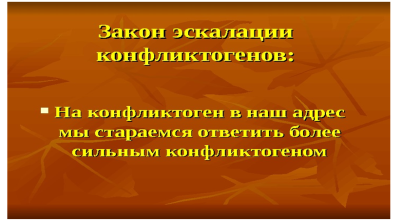 Закон эскалации
конфликтогенов:
На конфликтоген в наш адрес
мы стараемся ответить более
сильным конфликтогеном